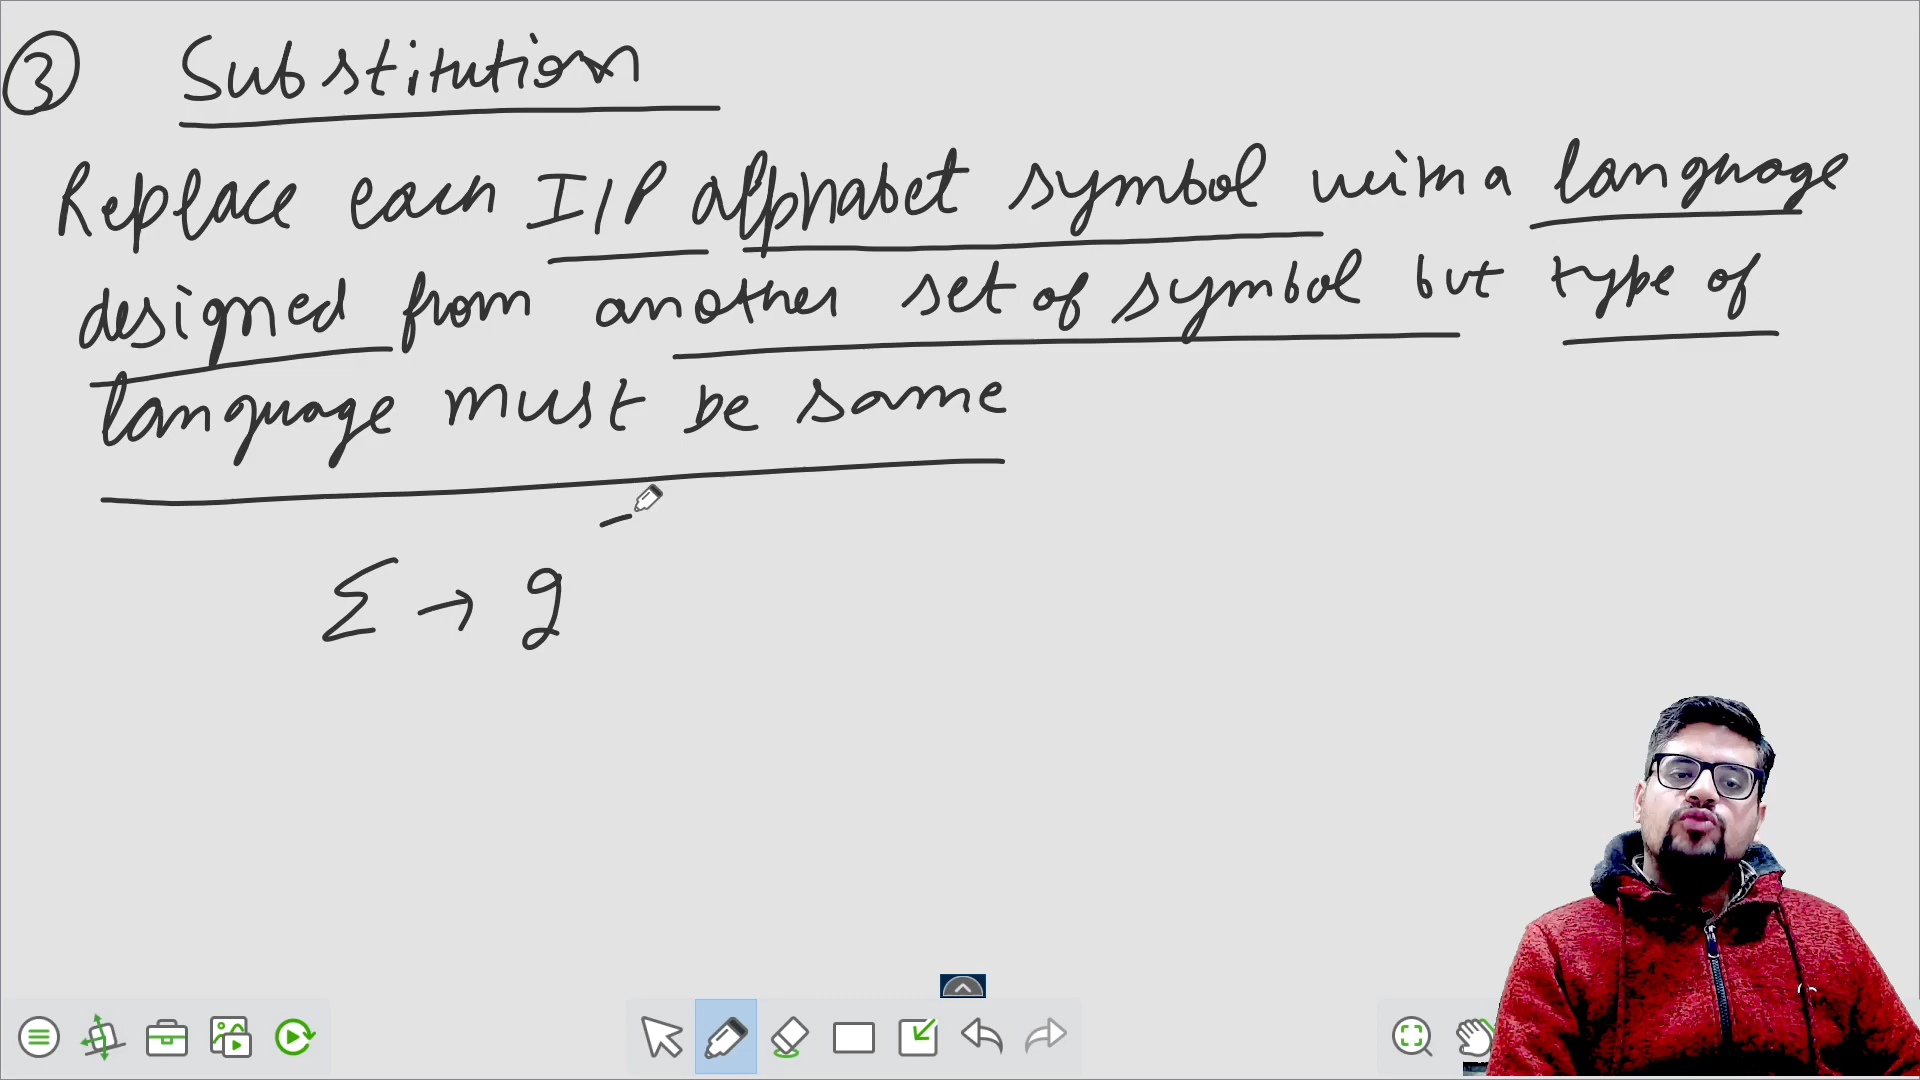 ③ Substitution
Replace each I/P alphabet symbol with a language
designed from another set of symbol but type of
language must be same
Σ → g